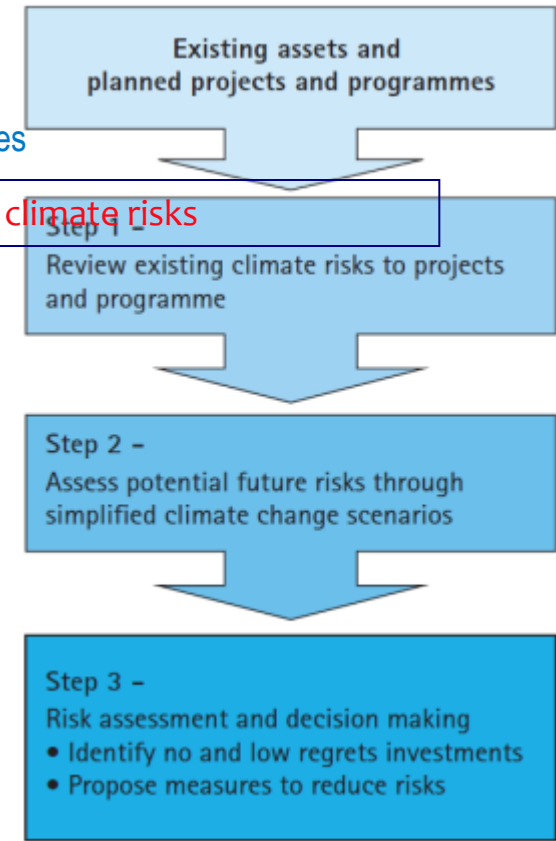 Existing assets and
planned projects and programmes
es
climate risks
Step 1 –
Review existing climate risks to projects
and programme
Step 2 –
Assess potential future risks through
simplified climate change scenarios
Step 3 –
Risk assessment and decision making
• Identify no and low regrets investments
• Propose measures to reduce risks